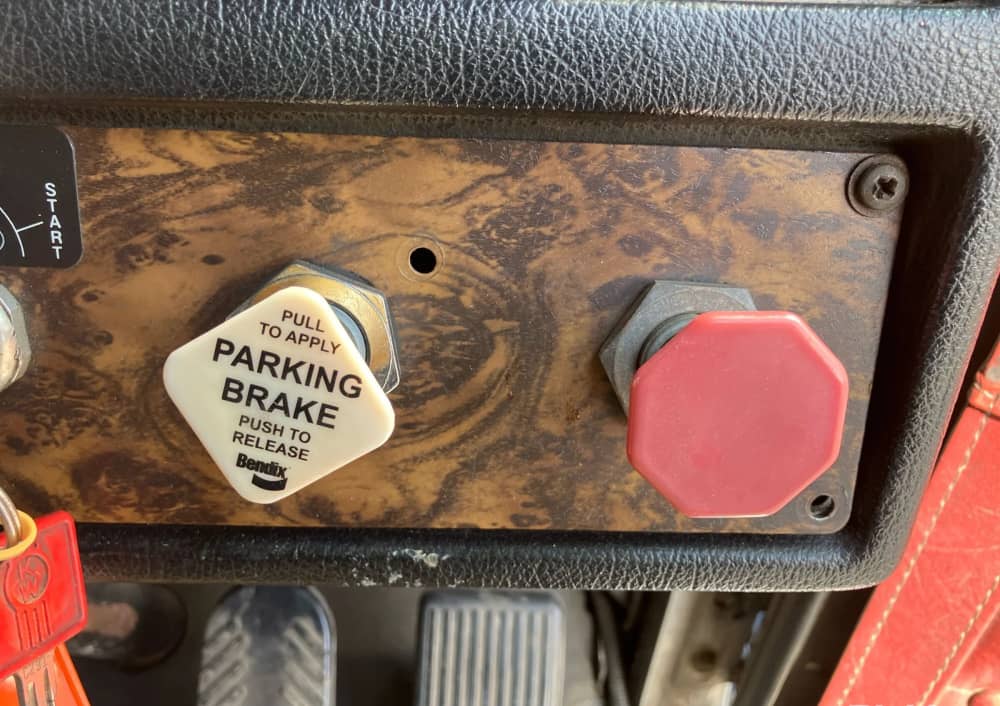 START
PULL
TO APPLY
PARKING
BRAKE
PUSH TO
RELEASE
Bendix